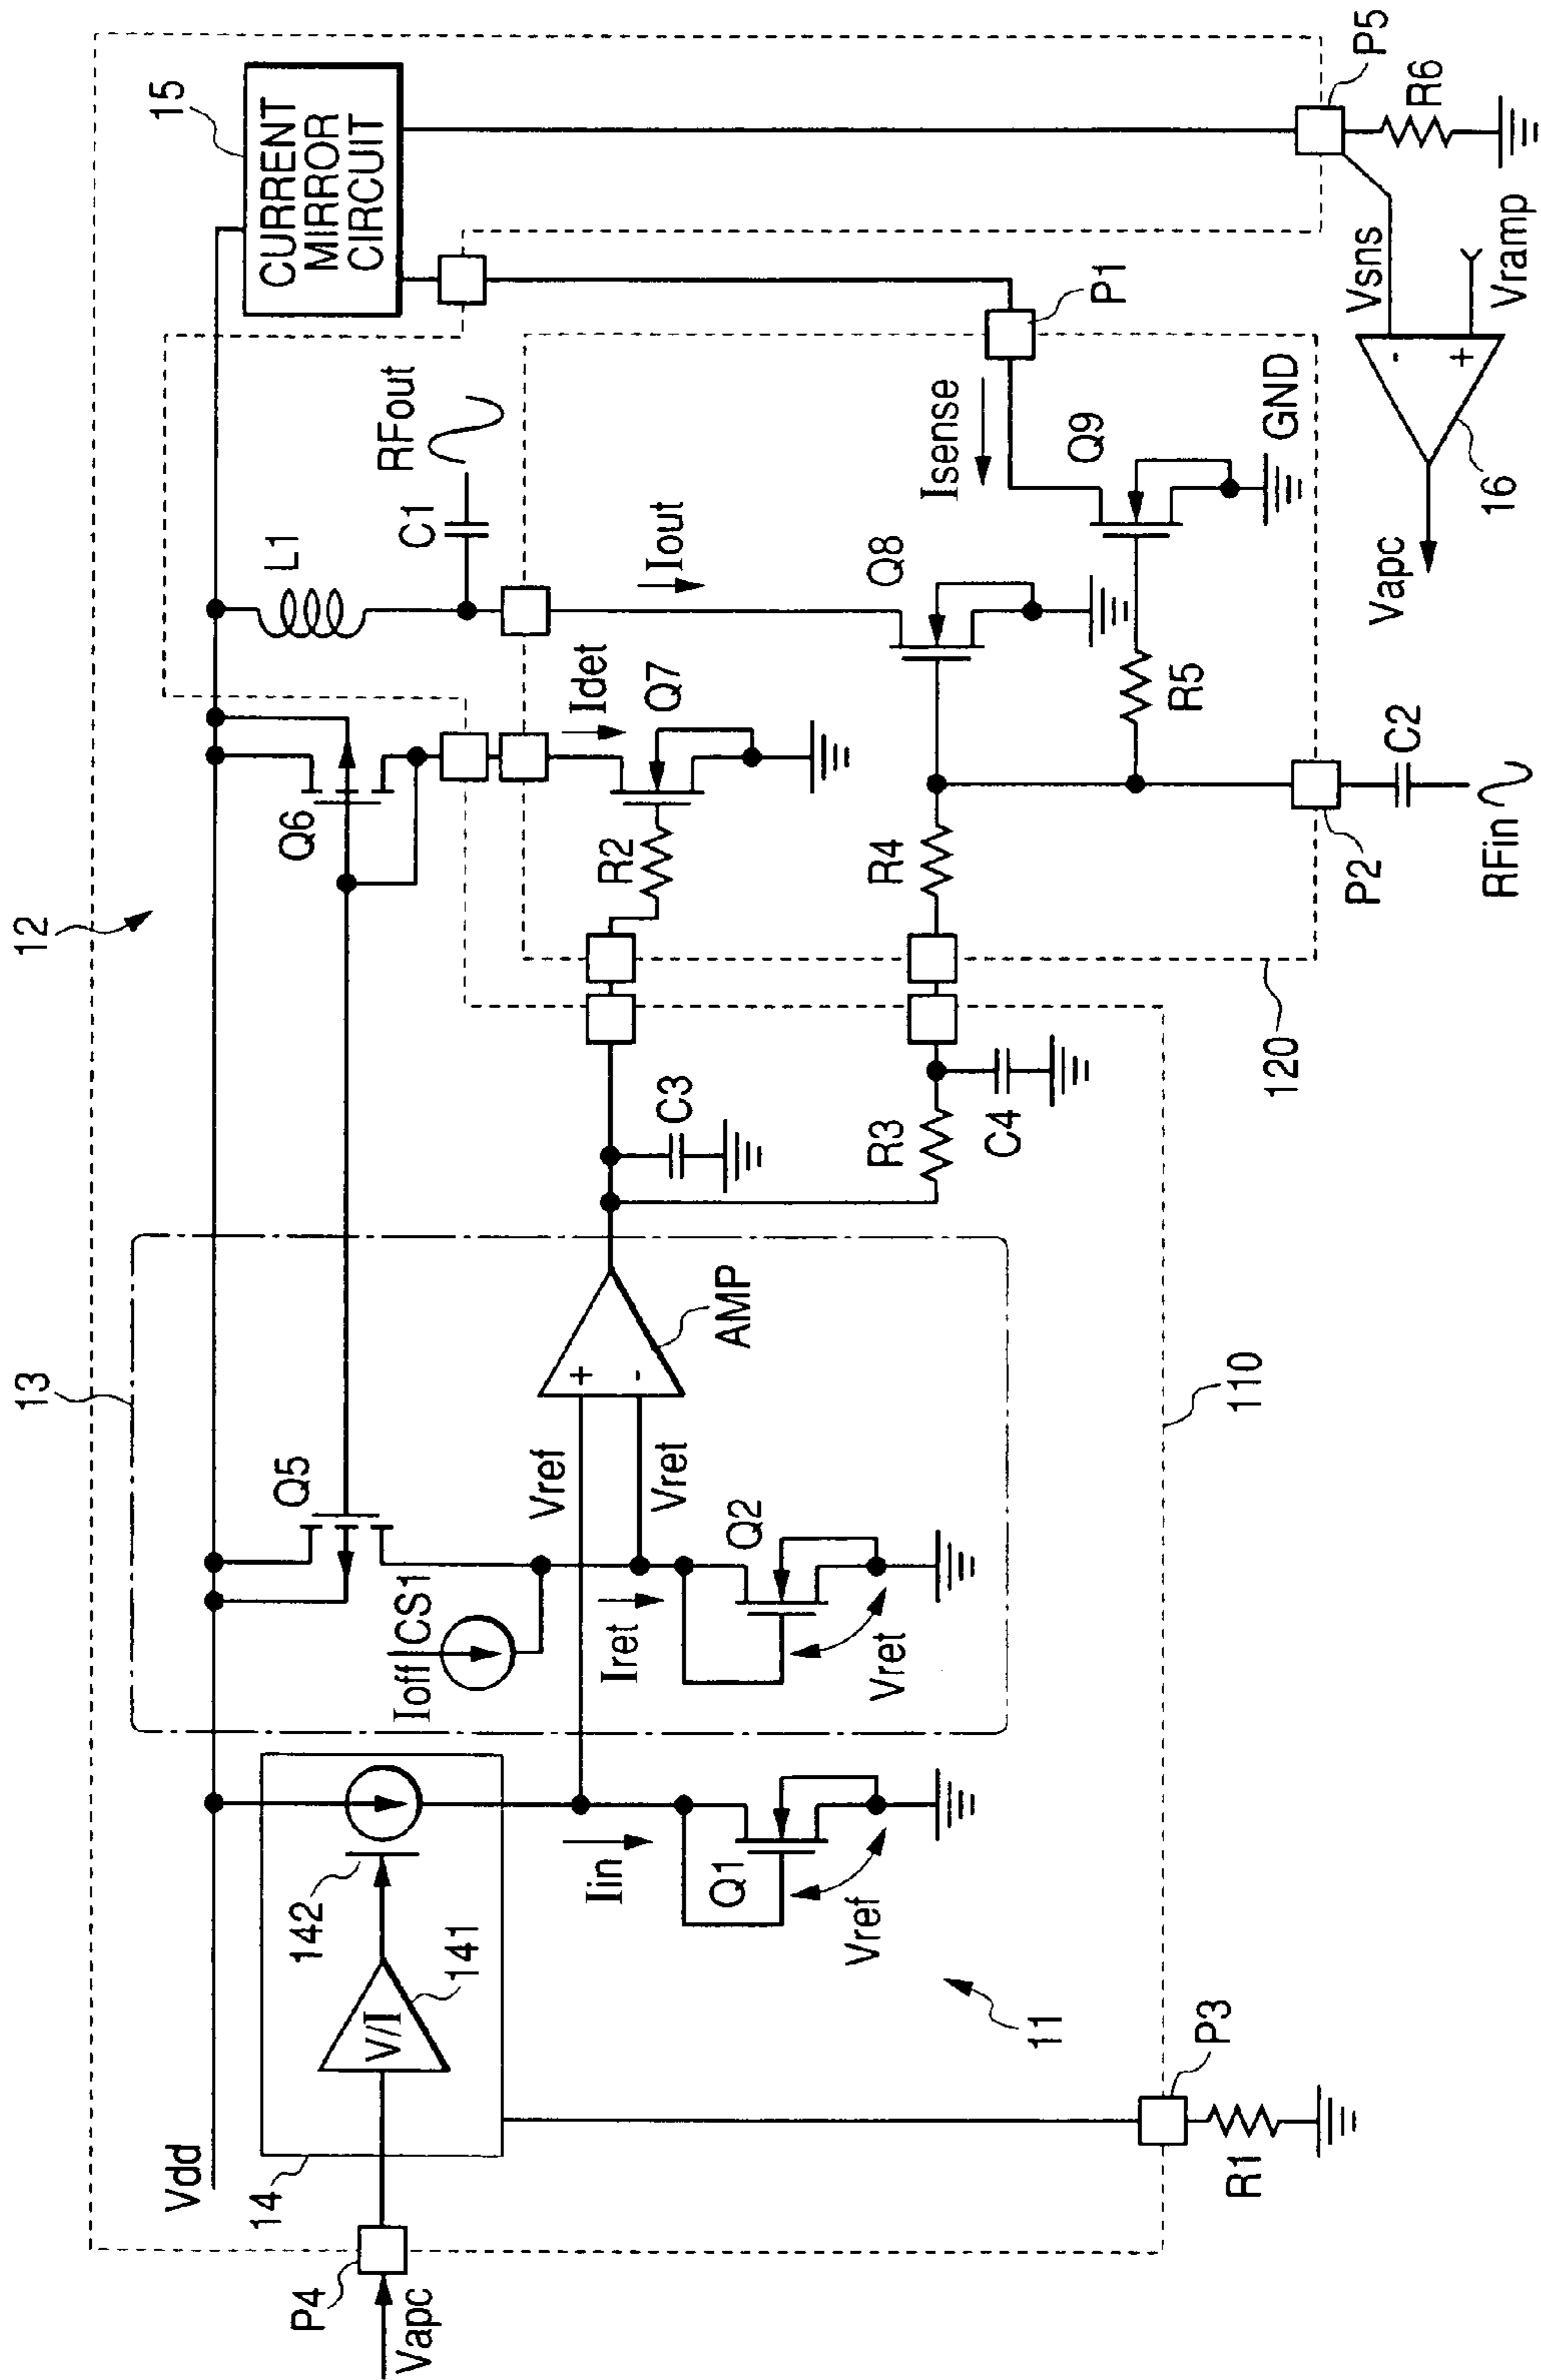 12
13
15
CURRENT
MIRROR
CIRCUIT
Vdd
14
142
V/I
141
P4
Vapc
Ioff
CS1
Q5
Q6
L1
RFout
C1
Iin
Q1
Vref
Iret
Q2
Vret
Vref
Vret
+
-
AMP
C3
R3
C4
R2
Idet
Q7
Iout
Q8
R4
R5
Isense
P1
Q9
GND
11
P3
R1
110
120
P2
C2
RFin
Vapc
16
-
+
Vsns
Vramp
P5
R6